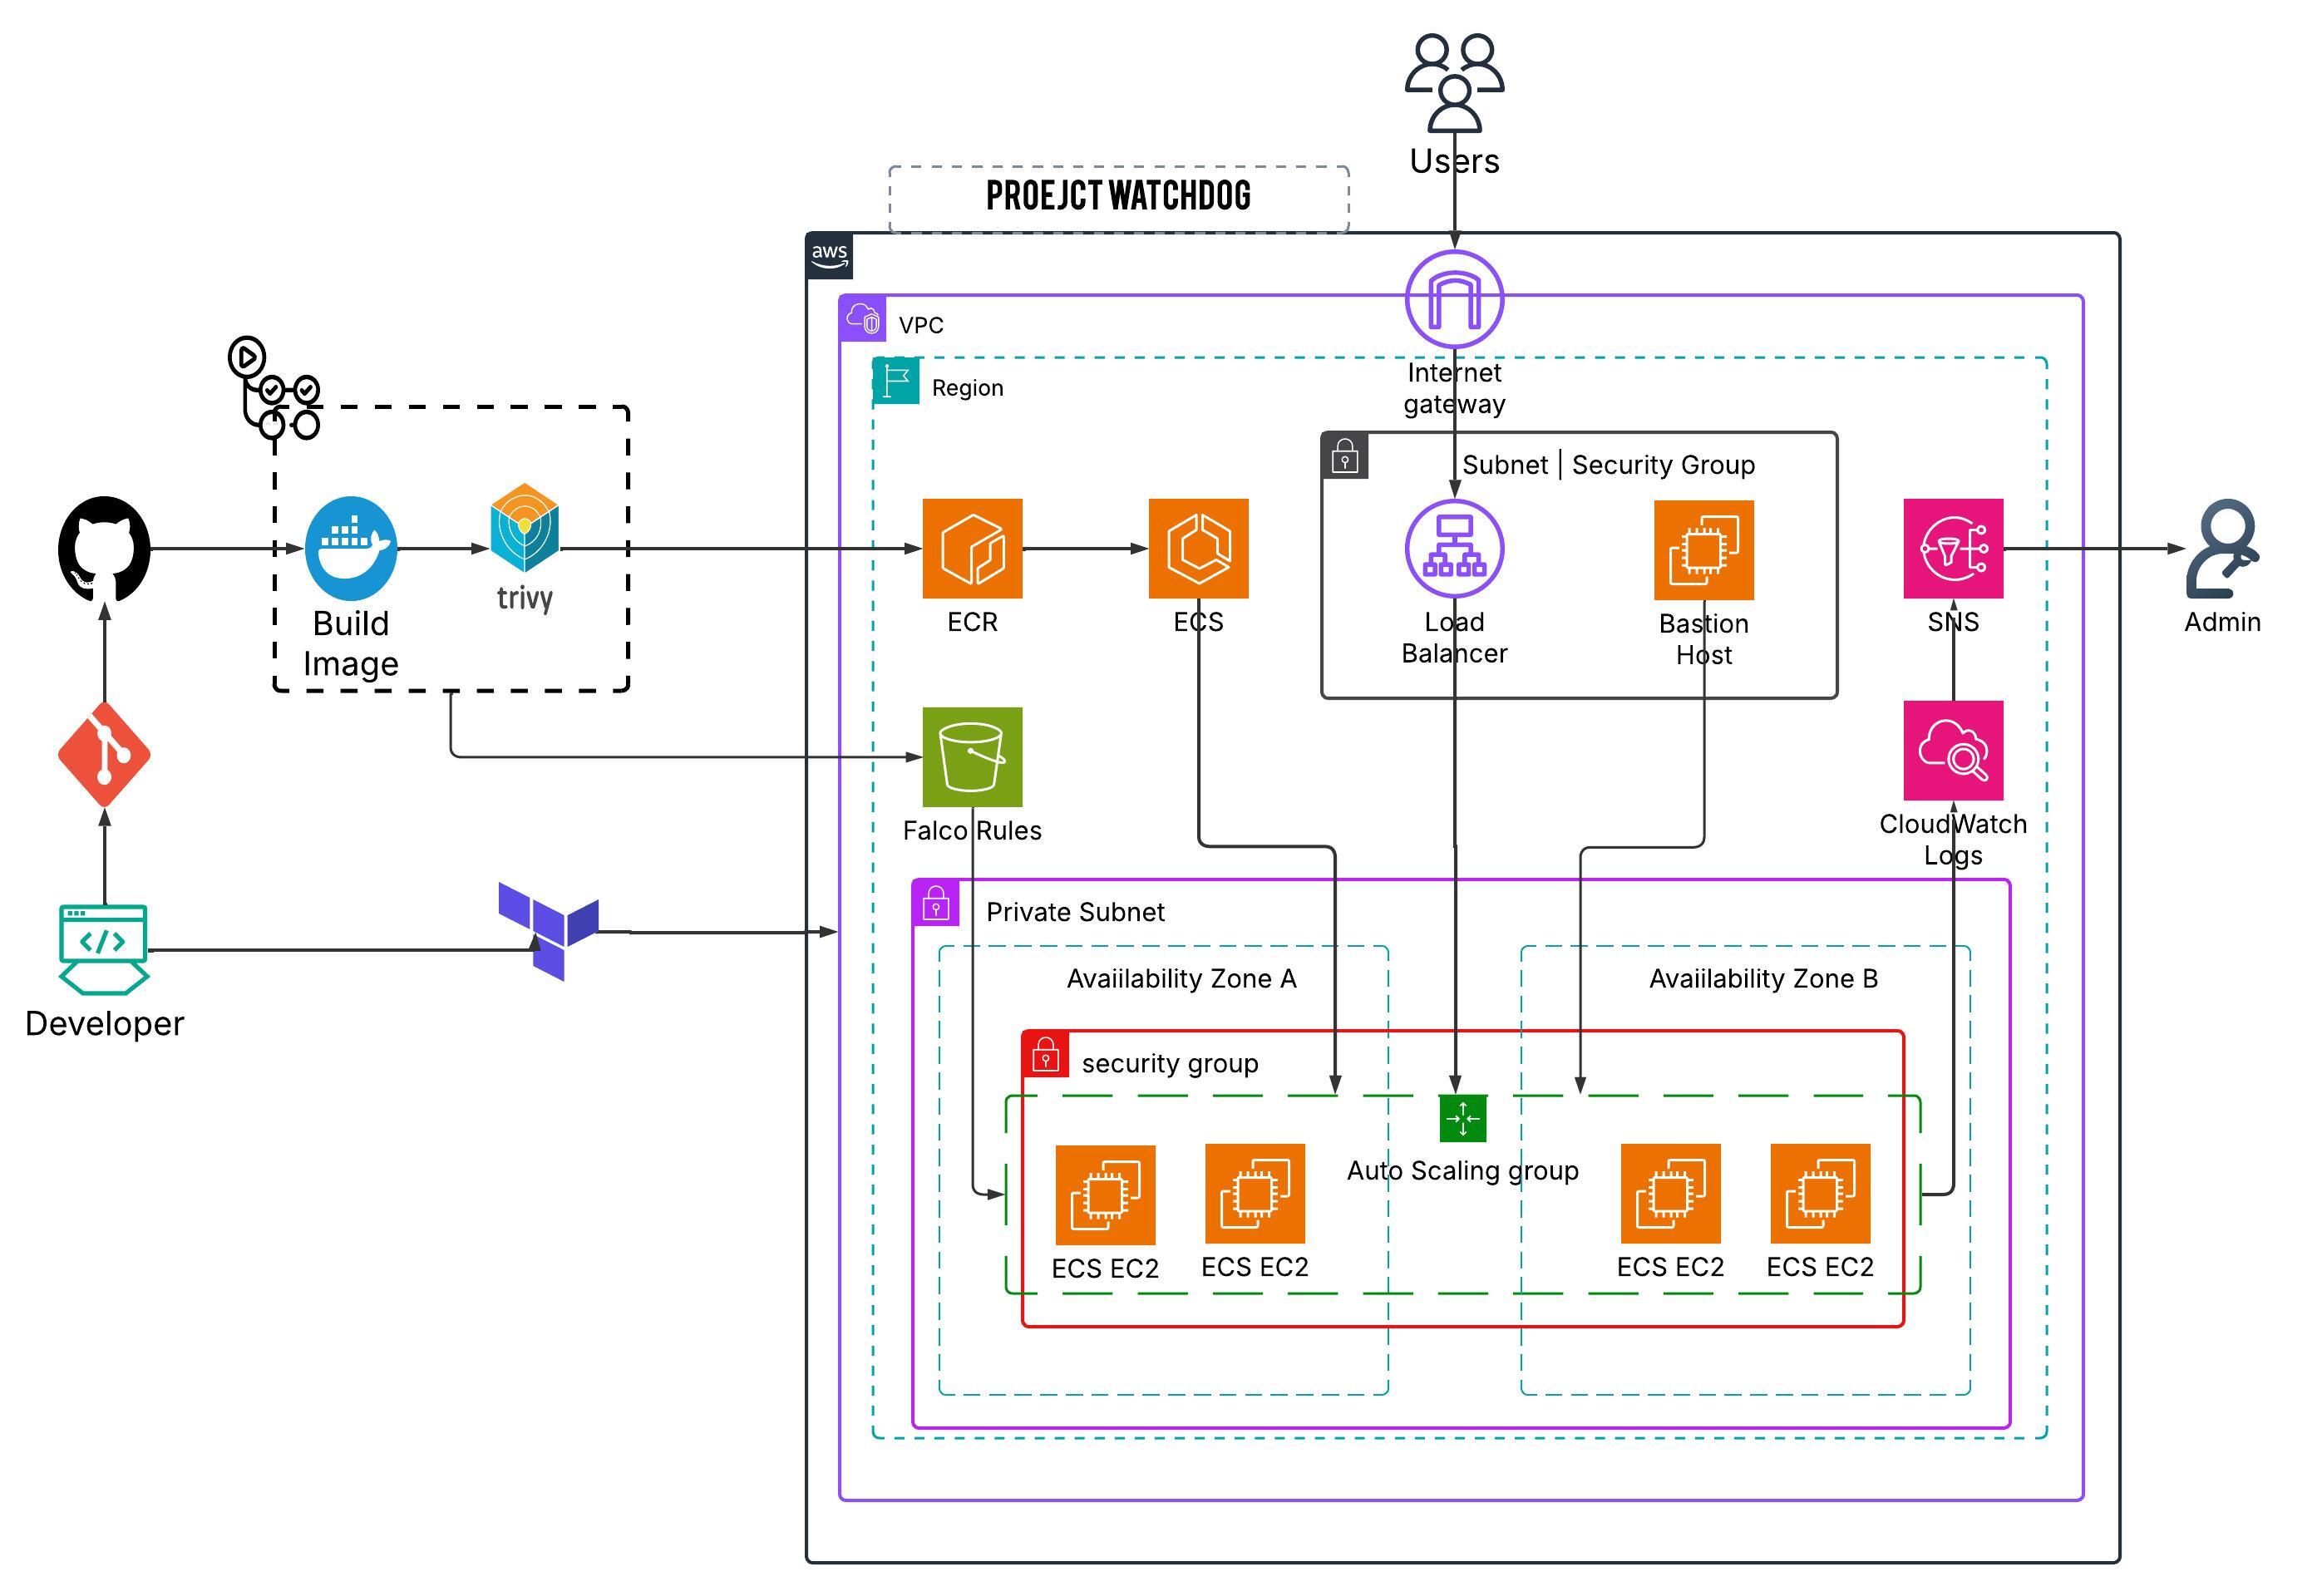 Users
PROEJCT WATCHDOG
aws
VPC
Internet
gateway
Region
Subnet | Security Group
trivy
Build
Image
ECR
ECS
Load
Balancer
Bastion
Host
SNS
Admin
Falco Rules
CloudWatch
Logs
Private Subnet
Avaiilability Zone A
Avaiilability Zone B
Developer
security group
Auto Scaling group
ECS EC2
ECS EC2
ECS EC2
ECS EC2